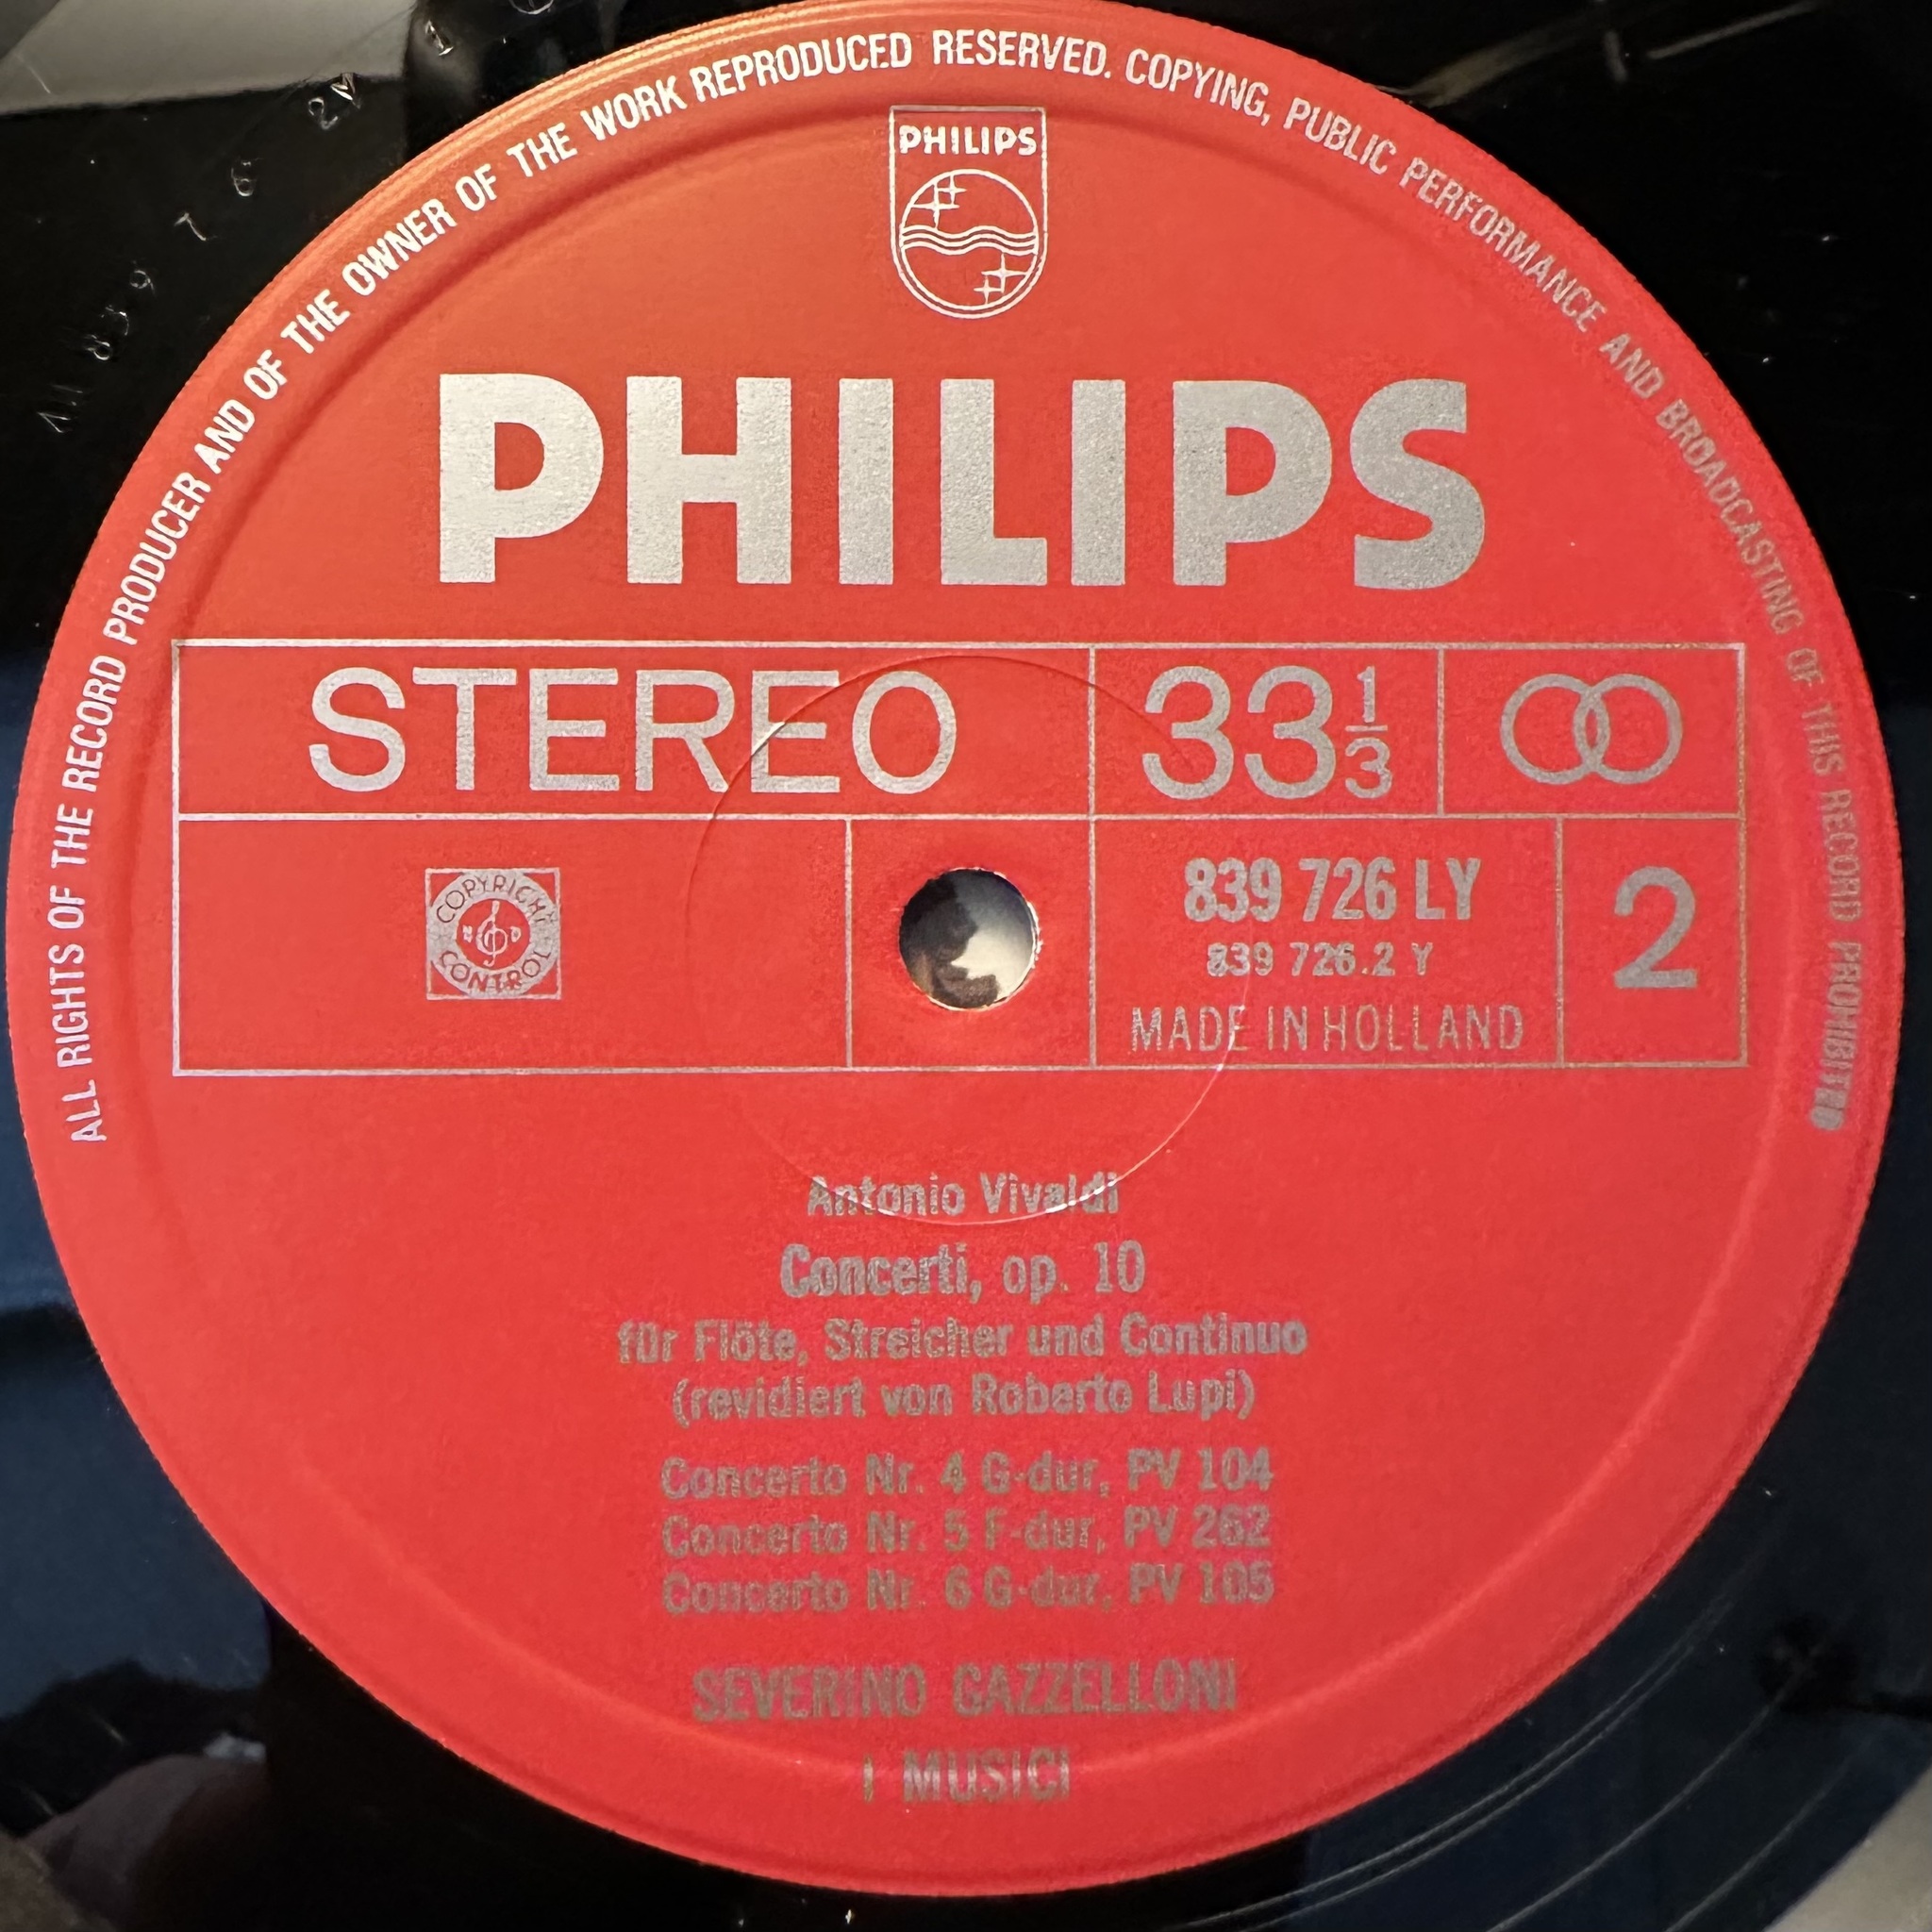 ALL RIGHTS OF THE RECORD PRODUCER AND OF THE OWNER OF THE WORK REPRODUCED RESERVED. COPYING, PUBLIC PERFORMANCE AND BROADCASTING OF THIS RECORD PROHIBITED
PHILIPS
PHILIPS
STEREO 33 1/3
COPYRIGHT CONTROL
839 726 LY
839 726.2 Y
MADE IN HOLLAND
2
Antonio Vivaldi
Concerti, op. 10
für Flöte, Streicher und Continuo
(revidiert von Roberto Lupi)
Concerto Nr. 4 G-dur, PV 104
Concerto Nr. 5 F-dur, PV 262
Concerto Nr. 6 G-dur, PV 105
SEVERINO GAZZELLONI
I MUSICI